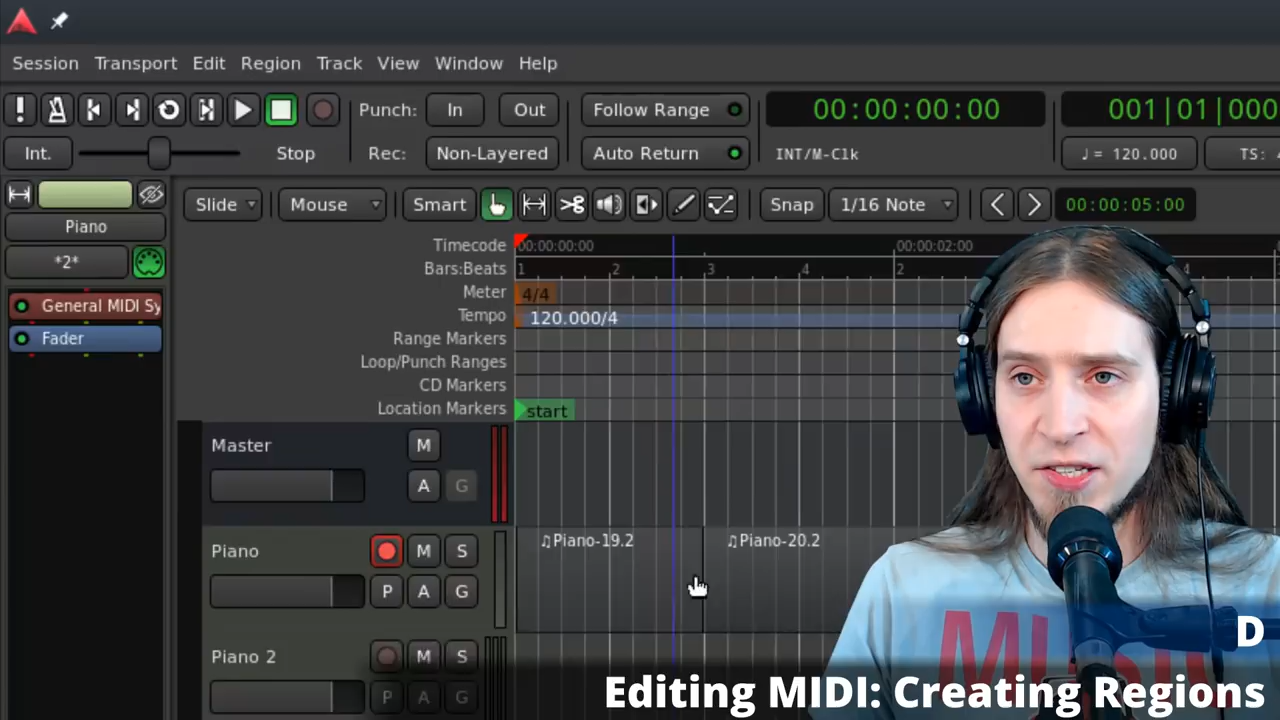 Session Transport Edit Region Track View Window Help
Punch: In Out Follow Range 00:00:00:00 001|01|000
Int. Stop Rec: Non-Layered Auto Return INT/M-Clk ♩ = 120.000 TS:
Slide Mouse Smart Snap 1/16 Note 00:00:05:00
Piano
*2*
General MIDI Sy
Fader
Timecode 00:00:00:00 00:00:02:00
Bars:Beats 1 2 3 4 2 4
Meter 4/4
Tempo 120.000/4
Range Markers
Loop/Punch Ranges
CD Markers
Location Markers start
Master M
A G
Piano M S ♫Piano-19.2 ♫Piano-20.2
P A G
Piano 2 M S
P A G
D
Editing MIDI: Creating Regions